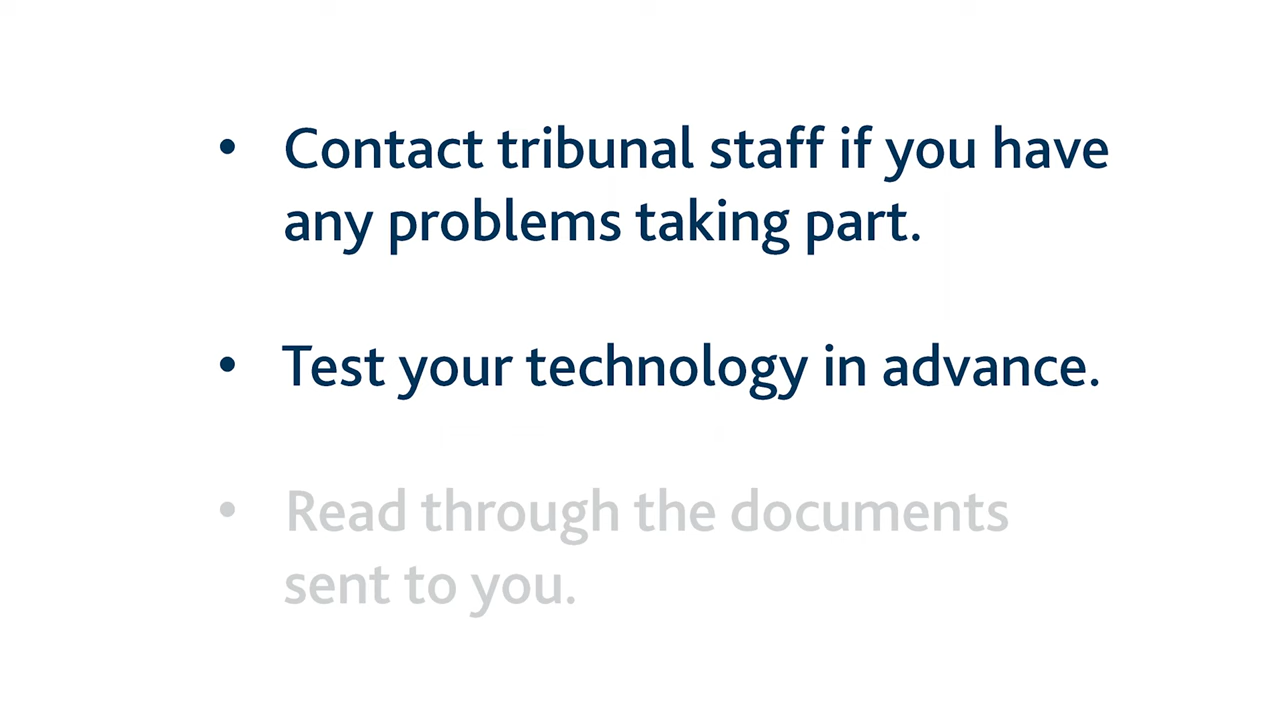 • Contact tribunal staff if you have
any problems taking part.
• Test your technology in advance.
• Read through the documents
sent to you.